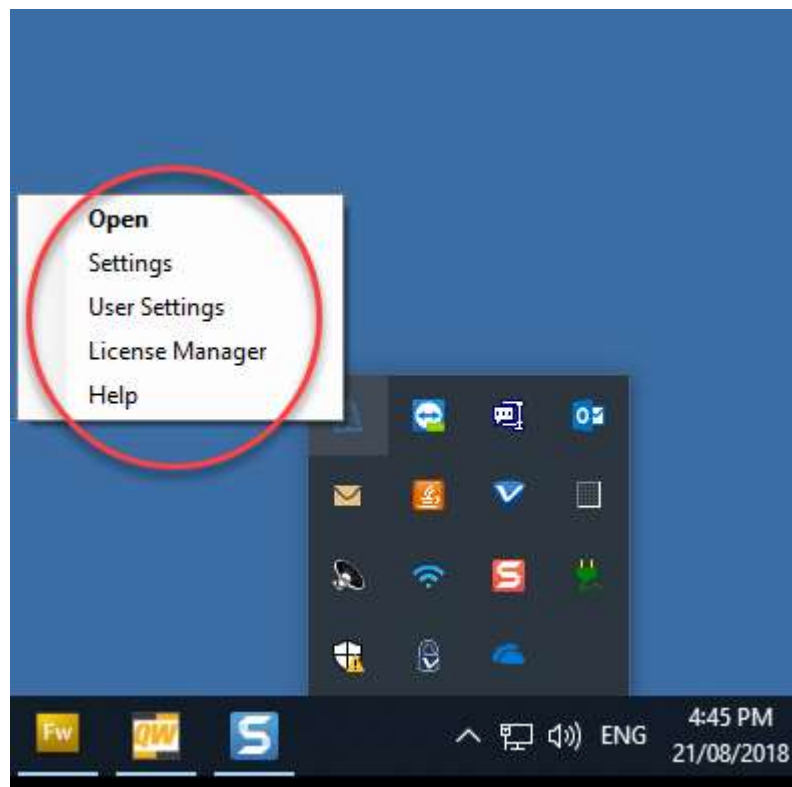 Open
Settings
User Settings
License Manager
Help
Fw
QW
S
ENG
4:45 PM
21/08/2018